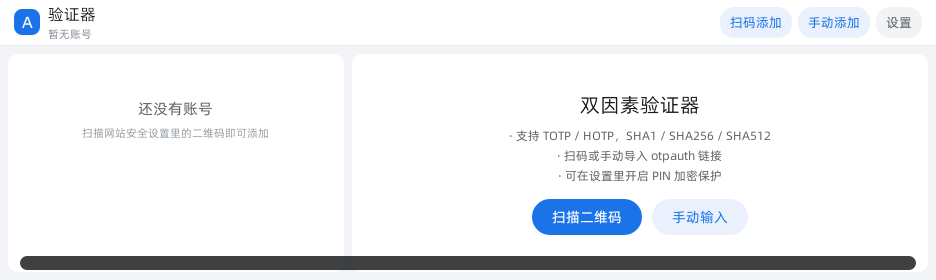 A
验证器
暂无账号
扫码添加
手动添加
设置
还没有账号
扫描网站安全设置里的二维码即可添加
双因素验证器
· 支持 TOTP / HOTP，SHA1 / SHA256 / SHA512
· 扫码或手动导入 otpauth 链接
· 可在设置里开启 PIN 加密保护
扫描二维码
手动输入